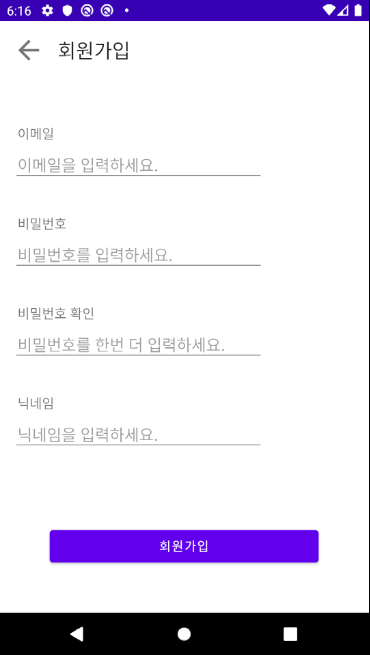 6:16
회원가입
이메일
이메일을 입력하세요.
비밀번호
비밀번호를 입력하세요.
비밀번호 확인
비밀번호를 한번 더 입력하세요.
닉네임
닉네임을 입력하세요.
회원가입